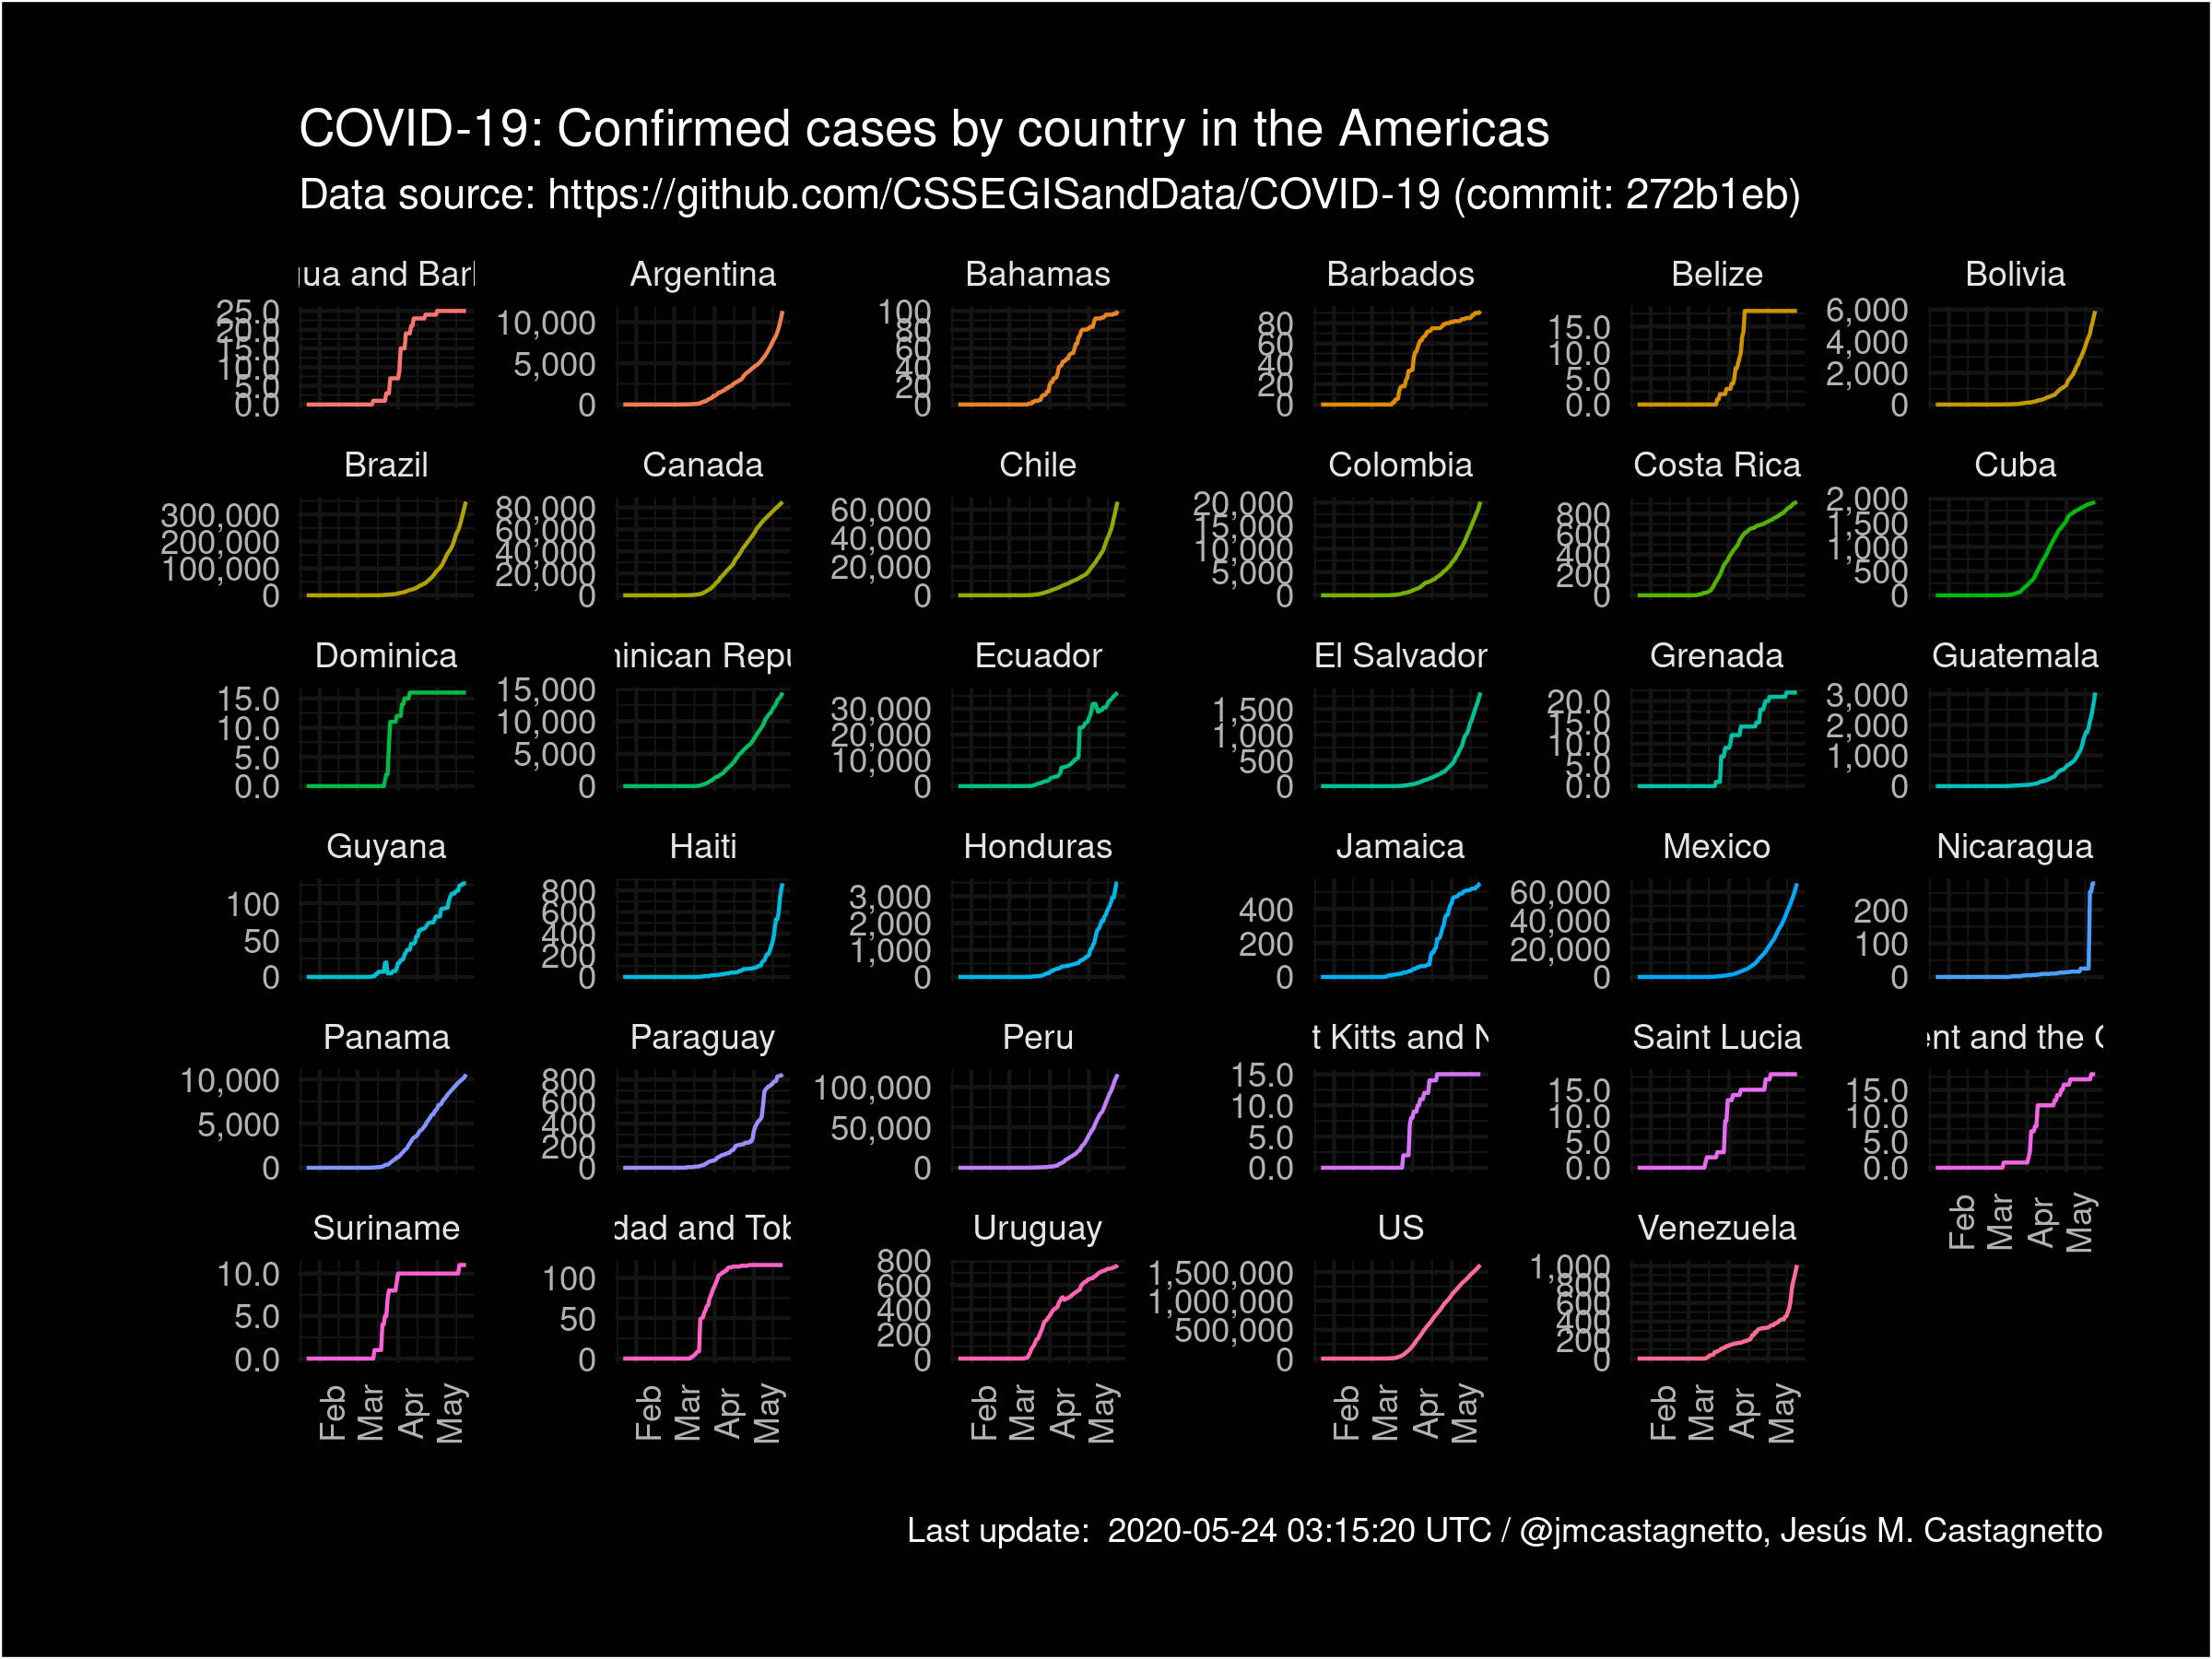 COVID-19: Confirmed cases by country in the Americas
Data source: https://github.com/CSSEGISandData/COVID-19 (commit: 272b1eb)
gua and Barl Argentina Bahamas Barbados Belize Bolivia
25.0 20.0 15.0 10.0 5.0 0.0
10,000 5,000 0
100 80 60 40 20 0
80 60 40 20 0
15.0 10.0 5.0 0.0
6,000 4,000 2,000 0
Brazil Canada Chile Colombia Costa Rica Cuba
300,000 200,000 100,000 0
80,000 60,000 40,000 20,000 0
60,000 40,000 20,000 0
20,000 15,000 10,000 5,000 0
800 600 400 200 0
2,000 1,500 1,000 500 0
Dominica ninican Repu Ecuador El Salvador Grenada Guatemala
15.0 10.0 5.0 0.0
15,000 10,000 5,000 0
30,000 20,000 10,000 0
1,500 1,000 500 0
20.0 15.0 10.0 5.0 0.0
3,000 2,000 1,000 0
Guyana Haiti Honduras Jamaica Mexico Nicaragua
100 50 0
800 600 400 200 0
3,000 2,000 1,000 0
400 200 0
60,000 40,000 20,000 0
200 100 0
Panama Paraguay Peru t Kitts and N Saint Lucia ent and the G
10,000 5,000 0
800 600 400 200 0
100,000 50,000 0
15.0 10.0 5.0 0.0
15.0 10.0 5.0 0.0
15.0 10.0 5.0 0.0
Feb Mar Apr May
Suriname dad and Tob Uruguay US Venezuela
10.0 5.0 0.0
100 50 0
800 600 400 200 0
1,500,000 1,000,000 500,000 0
1,000 800 600 400 200 0
Feb Mar Apr May
Feb Mar Apr May
Feb Mar Apr May
Feb Mar Apr May
Feb Mar Apr May
Last update:  2020-05-24 03:15:20 UTC / @jmcastagnetto, Jesús M. Castagnetto